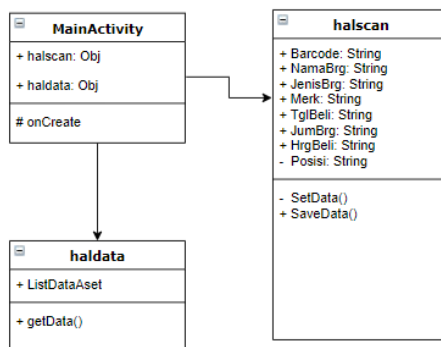 MainActivity
+ halscan: Obj
+ haldata: Obj
# onCreate
halscan
+ Barcode: String
+ NamaBrg: String
+ JenisBrg: String
+ Merk: String
+ TglBeli: String
+ JumBrg: String
+ HrgBeli: String
- Posisi: String
- SetData()
+ SaveData()
haldata
+ ListDataAset
+ getData()